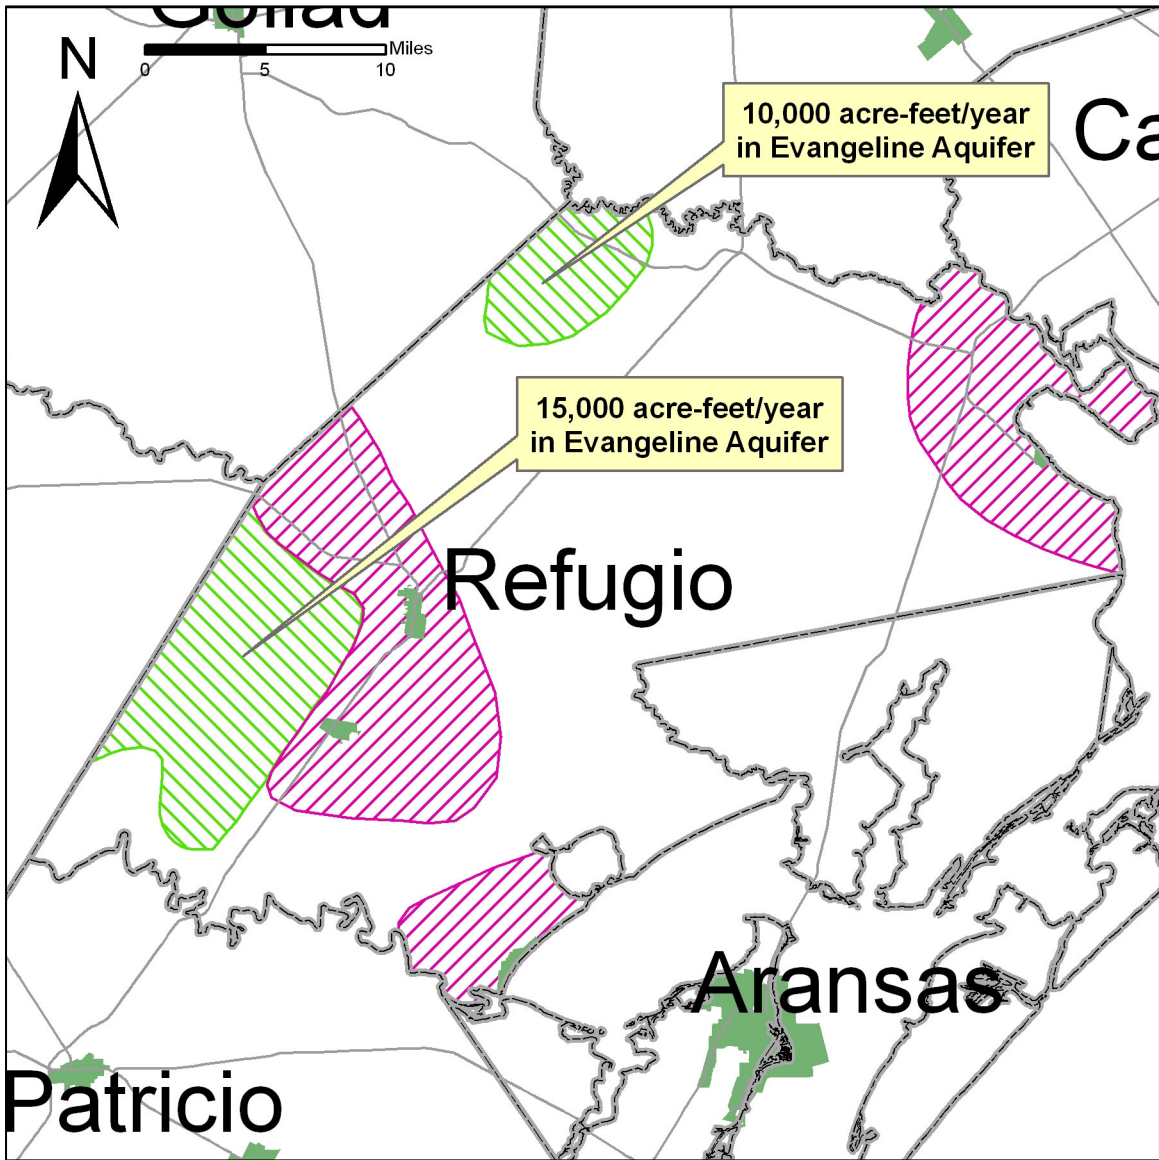 Goliad
N
Miles
0 5 10
10,000 acre-feet/year
in Evangeline Aquifer
Ca
15,000 acre-feet/year
in Evangeline Aquifer
Refugio
Aransas
Patricio